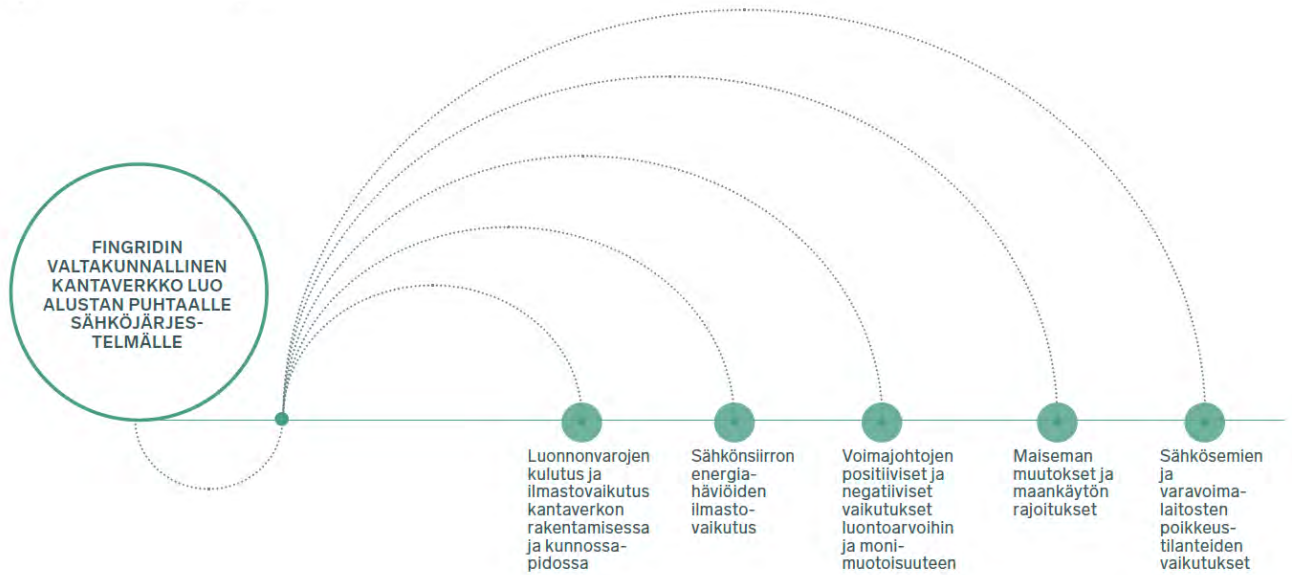 FINGRIDIN
VALTAKUNNALLINEN
KANTAVERKKO LUO
ALUSTAN PUHTAALLE
SÄHKÖJÄRJES-
TELMÄLLE
Luonnonvarojen
kulutus ja
ilmastovaikutus
kantaverkon
rakentamisessa
ja kunnossa-
pidossa
Sähkönsiirron
energia-
häviöiden
ilmasto-
vaikutus
Voimajohtojen
positiiviset ja
negatiiviset
vaikutukset
luontoarvoihin
ja moni-
muotoisuuteen
Maiseman
muutokset ja
maankäytön
rajoitukset
Sähkösemien
ja
varavoima-
laitosten
poikkeus-
tilanteiden
vaikutukset